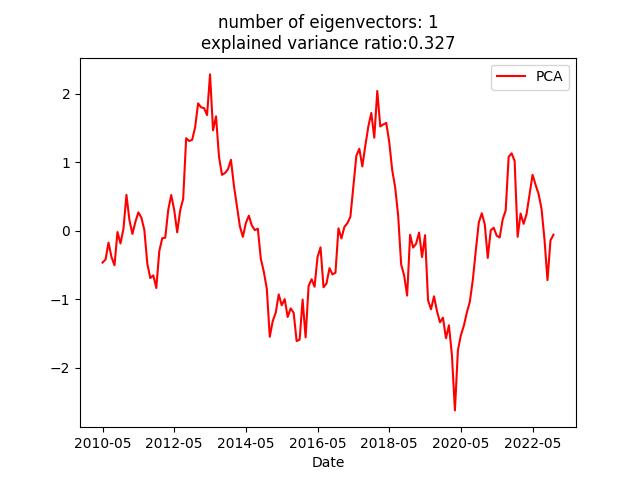 number of eigenvectors: 1
explained variance ratio:0.327
PCA
2
1
0
−1
−2
2010-05 2012-05 2014-05 2016-05 2018-05 2020-05 2022-05
Date